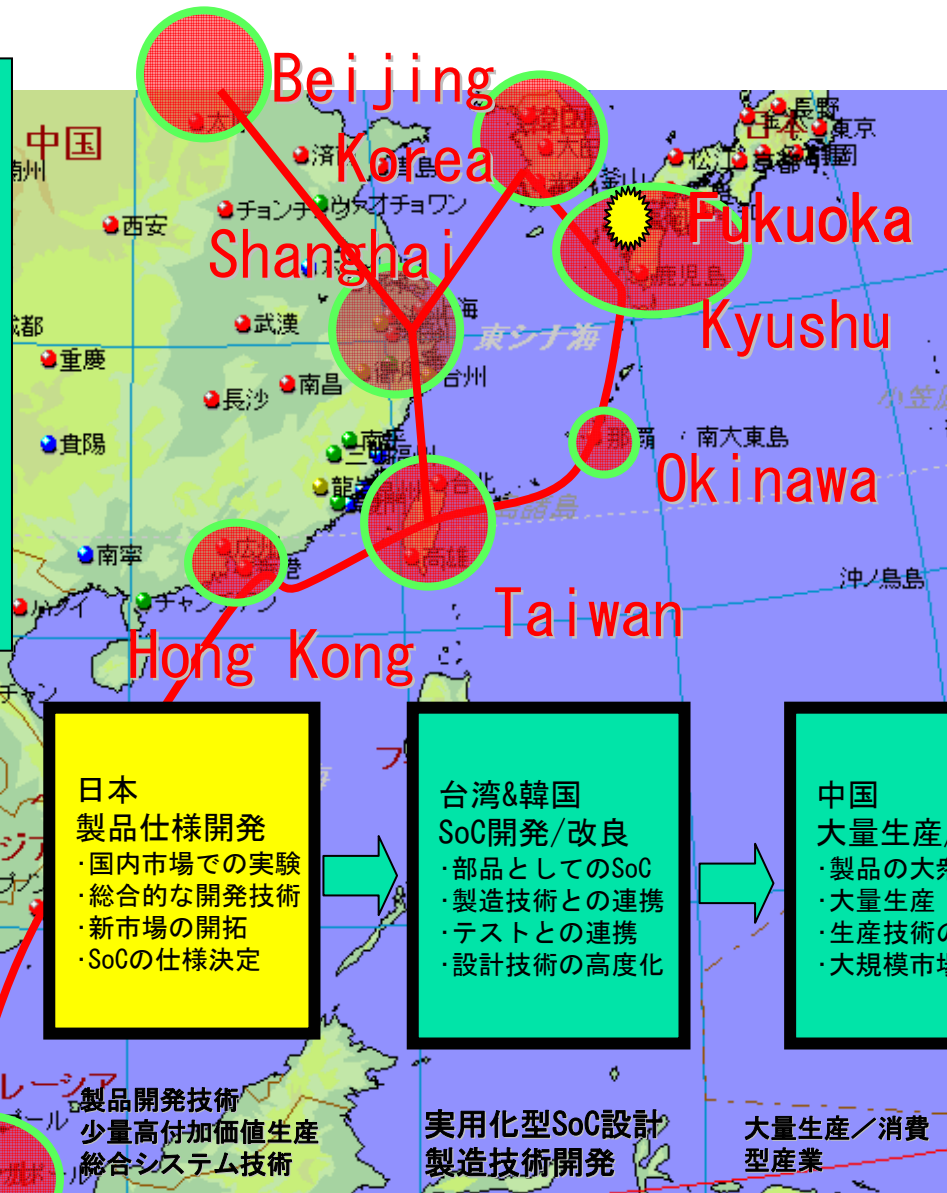 Beijing
中国
Korea
韓国
日本
長野
東京
松江
釜山
西安
チョンチョウ
チョワン
Shanghai
Fukuoka
鹿児島
Kyushu
成都
武漢
東シナ海
重慶
長沙
南昌
台州
貴陽
那覇
南大東島
Okinawa
台北
高雄
南寧
沖ノ鳥島
Taiwan
Hong Kong
日本
製品仕様開発
・国内市場での実験
・総合的な開発技術
・新市場の開拓
・SoCの仕様決定
台湾&韓国
SoC開発/改良
・部品としてのSoC
・製造技術との連携
・テストとの連携
・設計技術の高度化
中国
大量生産/
・製品の大衆
・大量生産
・生産技術の
・大規模市場
製品開発技術
少量高付加価値生産
総合システム技術
実用化型SoC設計
製造技術開発
大量生産／消費
型産業